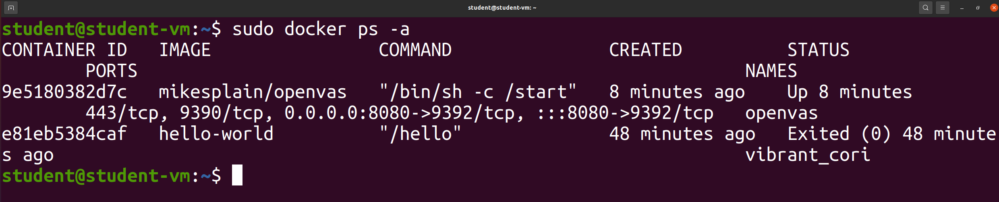 student@student-vm: ~
student@student-vm:~$ sudo docker ps -a
CONTAINER ID   IMAGE                COMMAND               CREATED          STATUS
        PORTS                                                          NAMES
9e5180382d7c   mikesplain/openvas   "/bin/sh -c /start"   8 minutes ago    Up 8 minutes
        443/tcp, 9390/tcp, 0.0.0.0:8080->9392/tcp, :::8080->9392/tcp   openvas
e81eb5384caf   hello-world          "/hello"              48 minutes ago   Exited (0) 48 minute
s ago                                                                  vibrant_cori
student@student-vm:~$